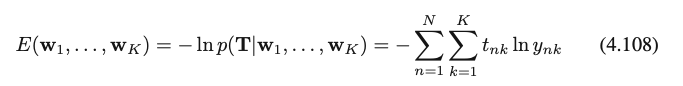 E(w₁, . . . , w_K) = − ln p(T|w₁, . . . , w_K) = − ∑_{n=1}^{N} ∑_{k=1}^{K} t_{nk} ln y_{nk} (4.108)